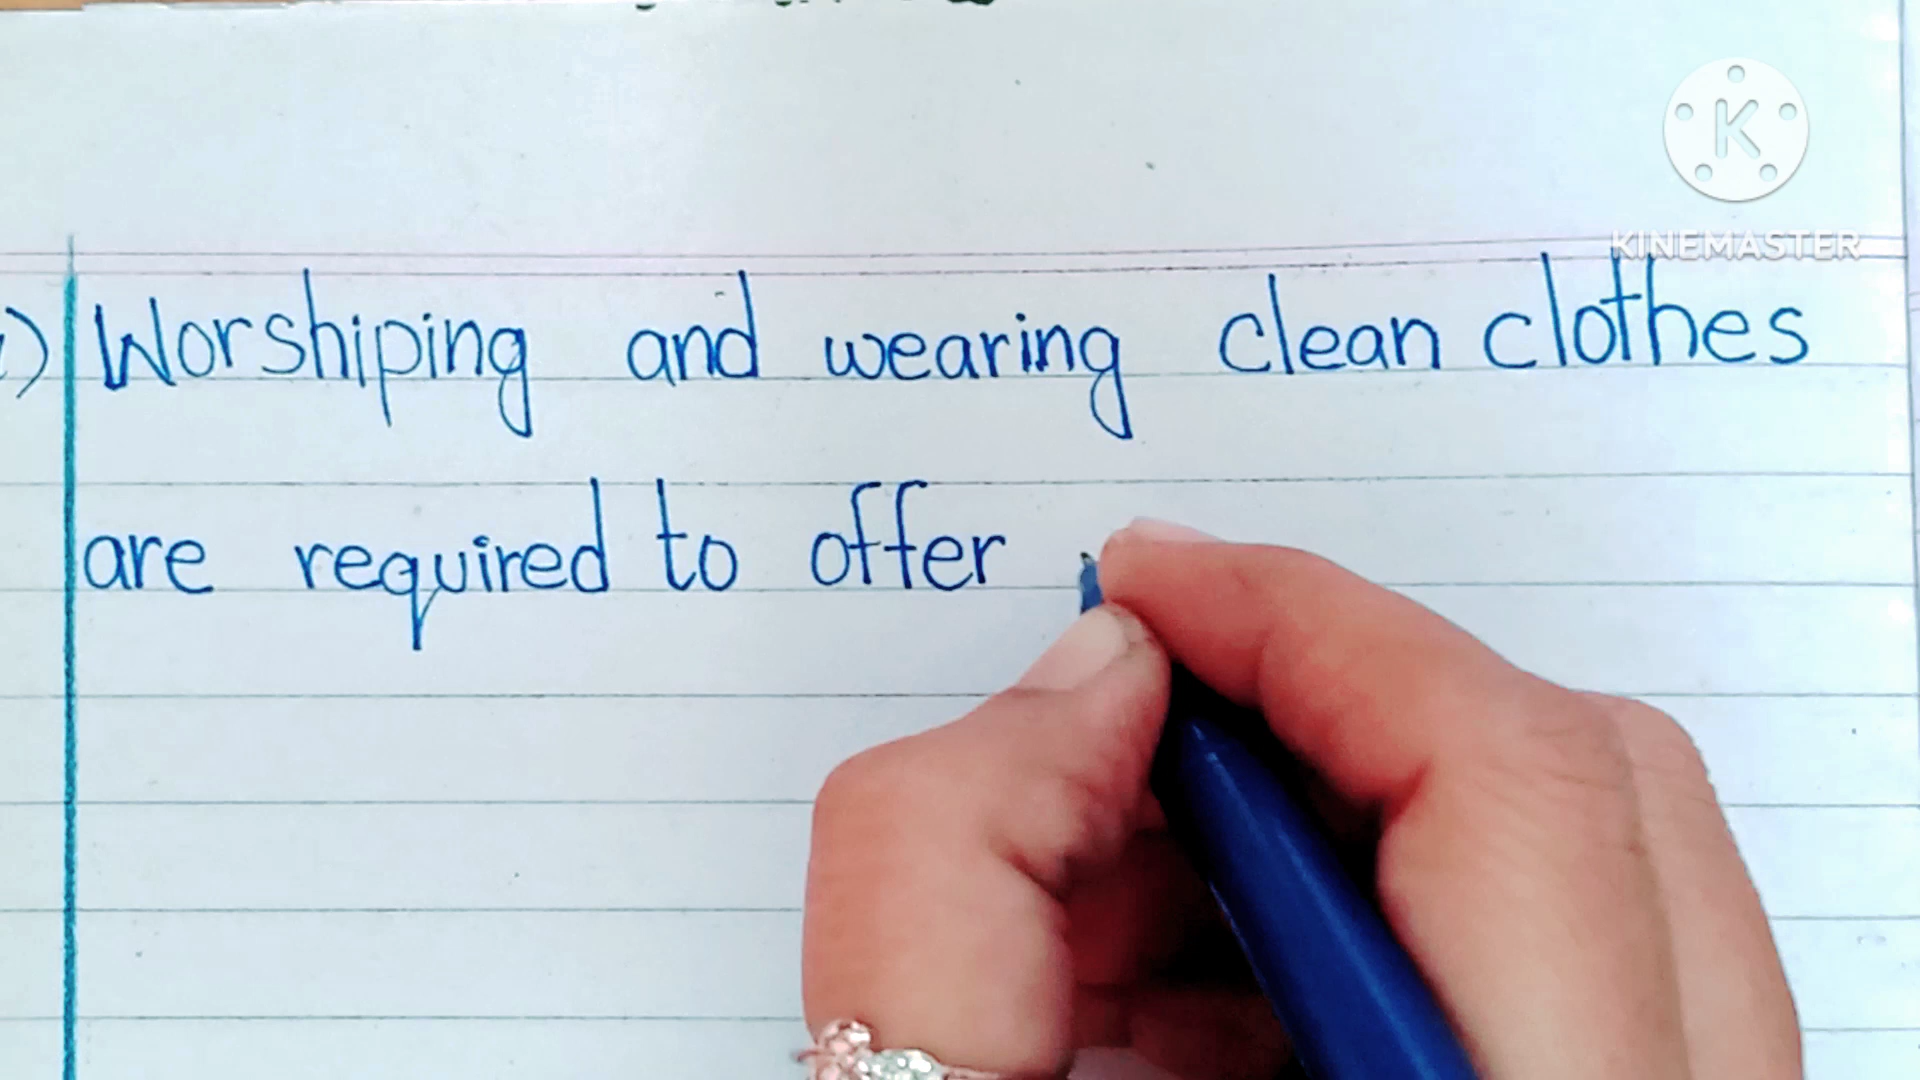 KINEMASTER
i) Worshiping and wearing clean clothes
are required to offer